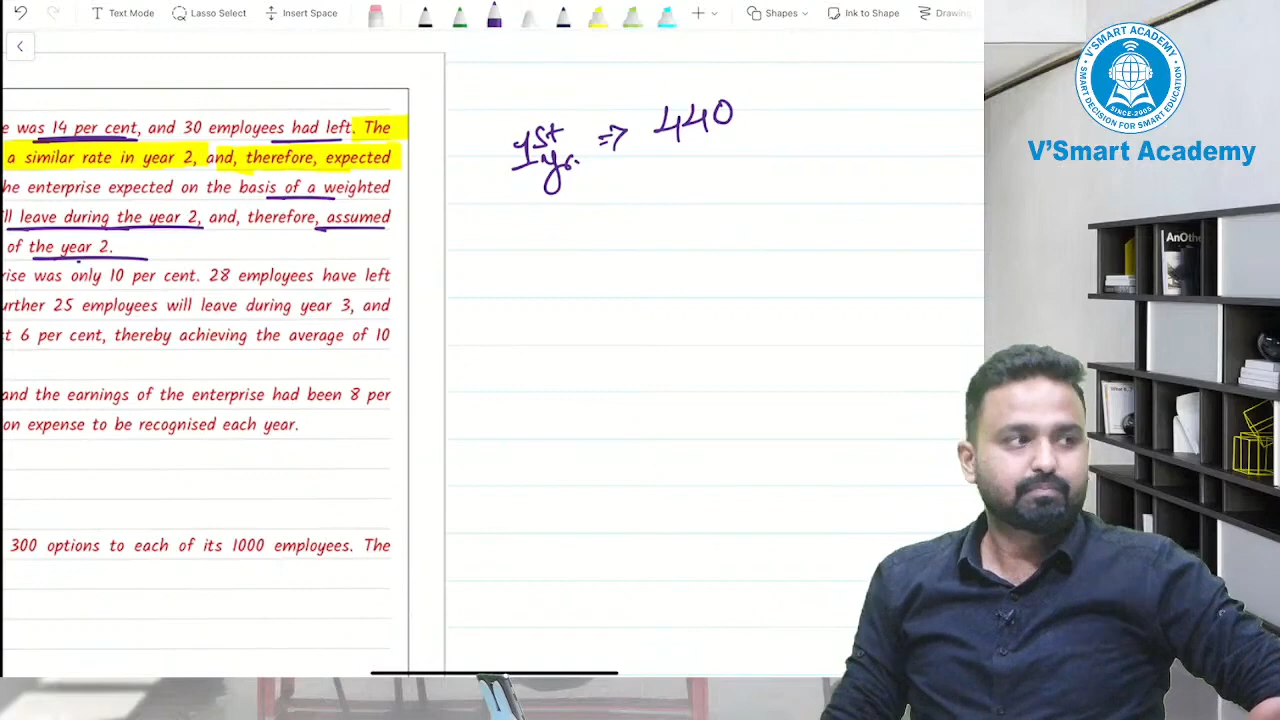 Text Mode Lasso Select Insert Space Shapes Ink to Shape Drawing
e was 14 per cent, and 30 employees had left. The
a similar rate in year 2, and, therefore, expected
he enterprise expected on the basis of a weighted
ll leave during the year 2, and, therefore, assumed
of the year 2.
rise was only 10 per cent. 28 employees have left
urther 25 employees will leave during year 3, and
st 6 per cent, thereby achieving the average of 10
and the earnings of the enterprise had been 8 per
on expense to be recognised each year.
300 options to each of its 1000 employees. The
1st Yr. ⇒ 440
V'SMART ACADEMY
SMART DECISION FOR SMART EDUCATION
SINCE-2005
V'Smart Academy
AnOthe